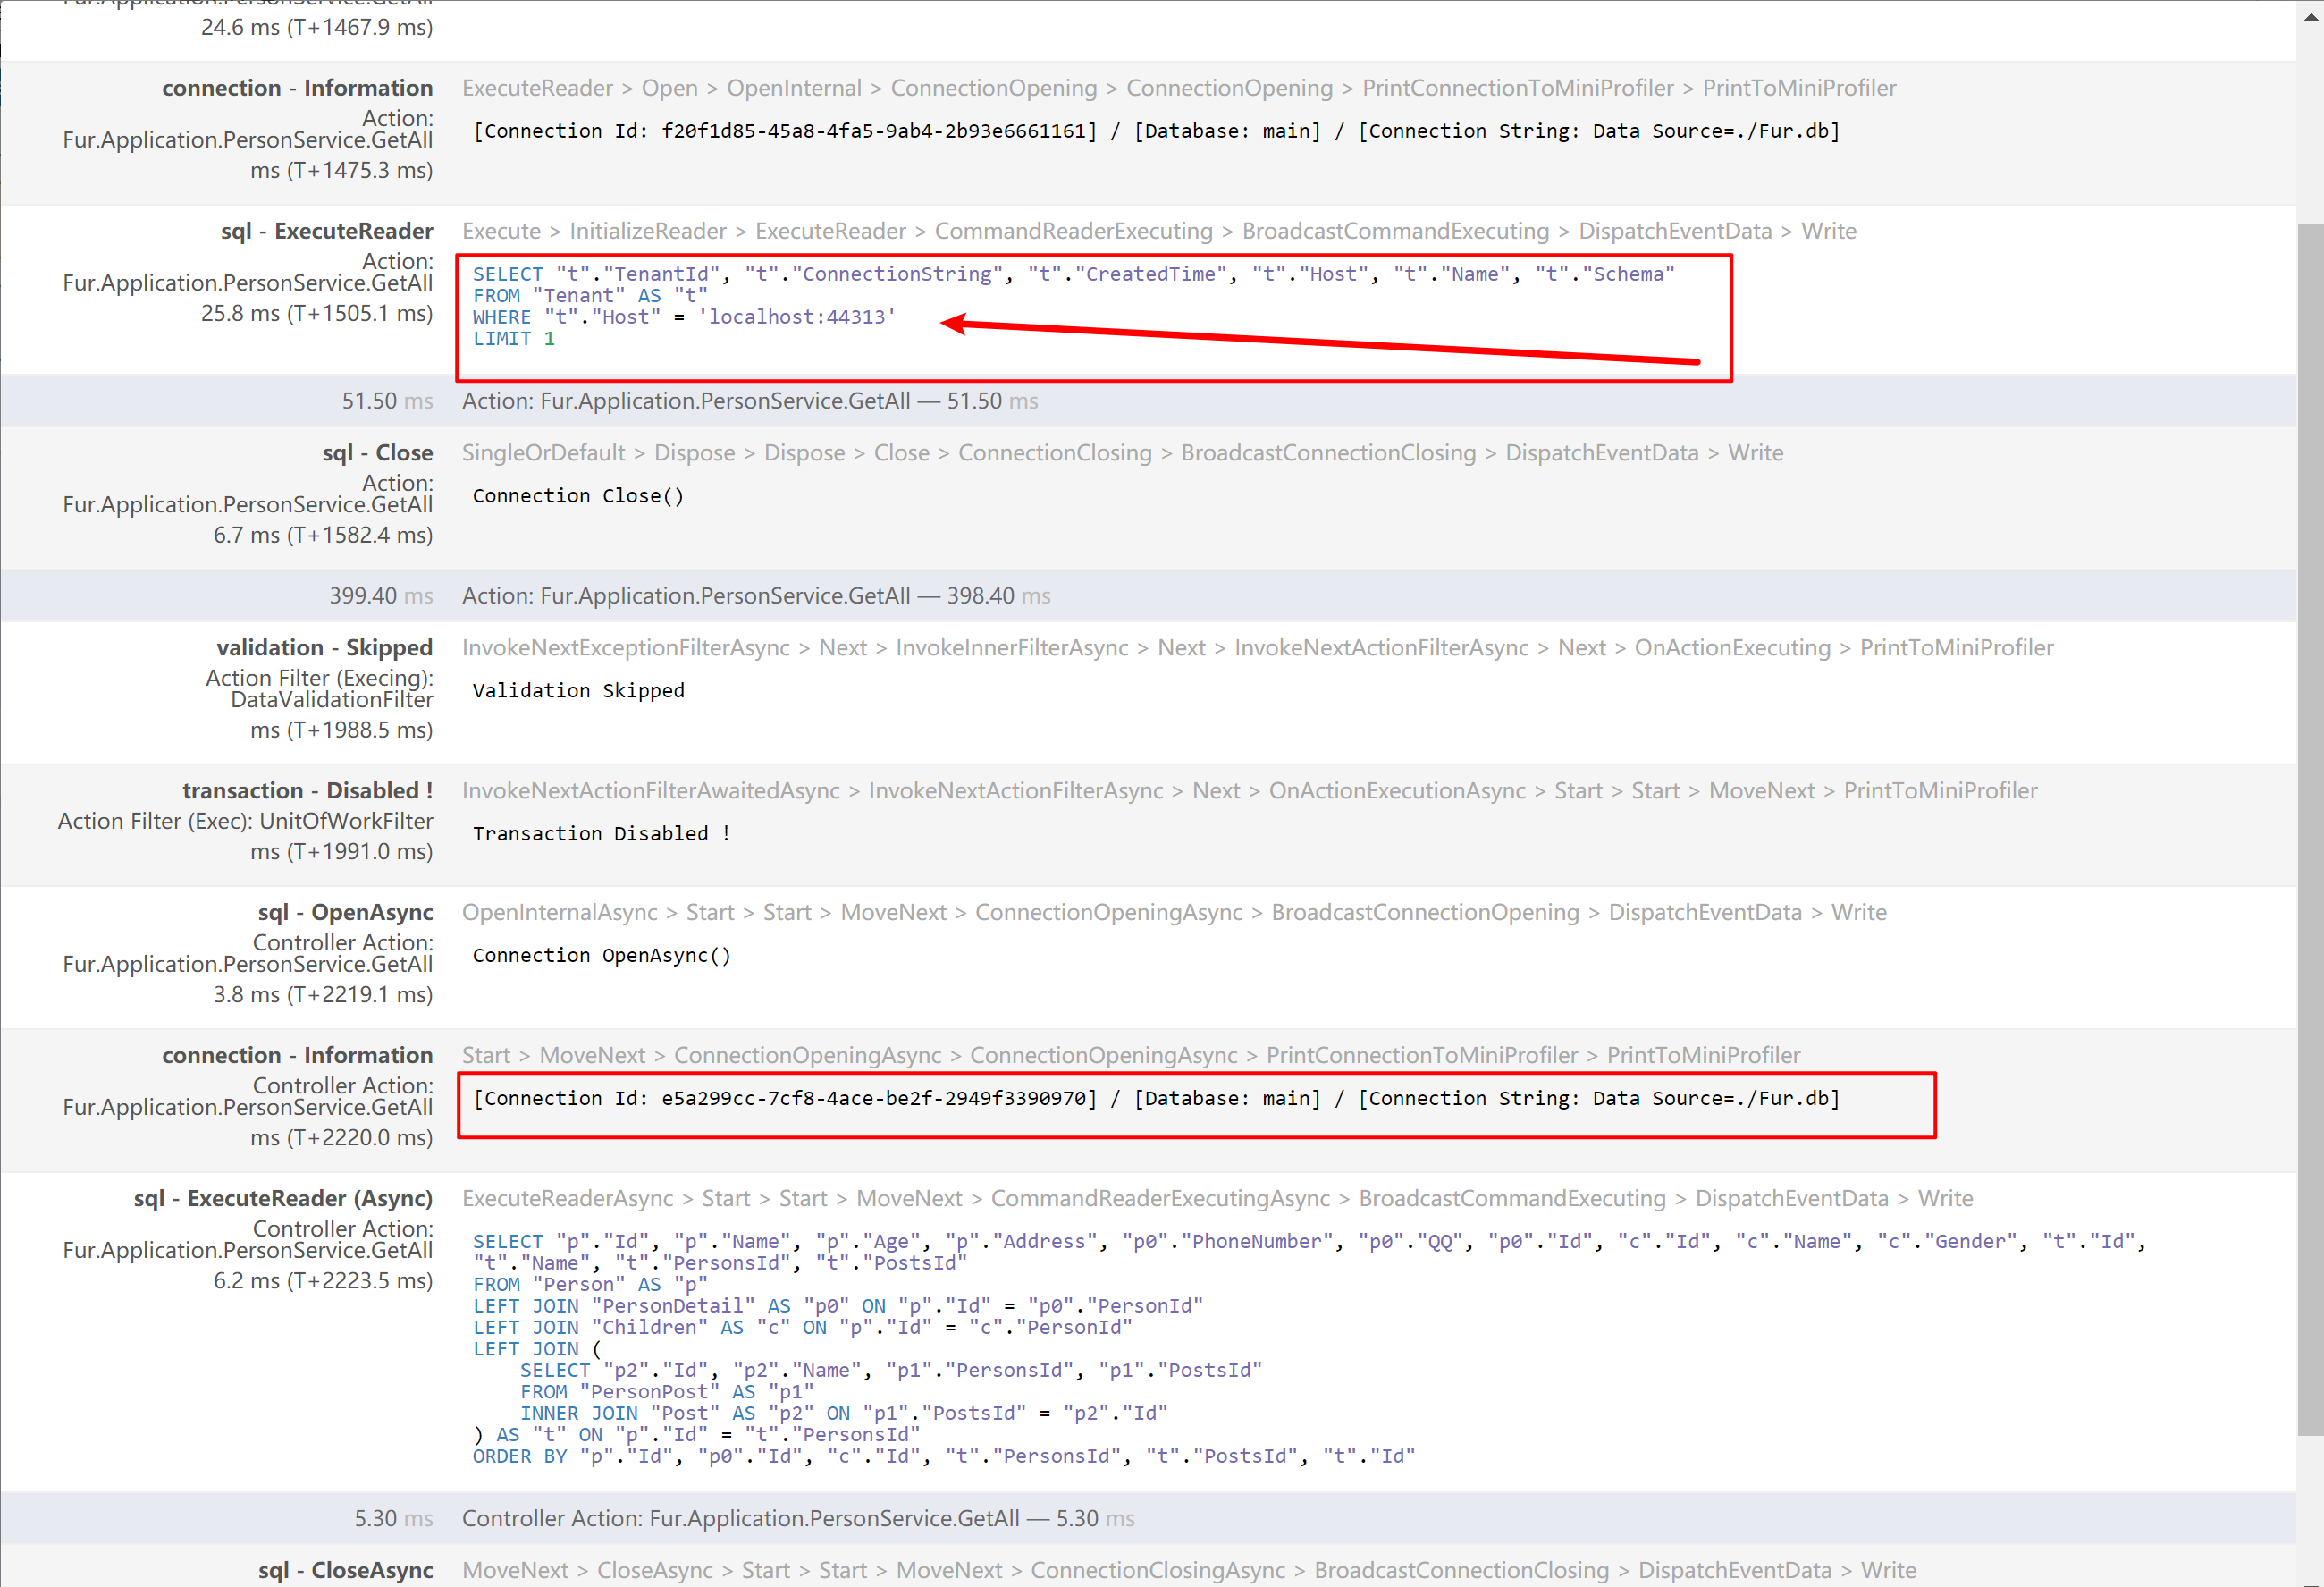 24.6 ms (T+1467.9 ms)
connection - Information
ExecuteReader > Open > OpenInternal > ConnectionOpening > ConnectionOpening > PrintConnectionToMiniProfiler > PrintToMiniProfiler
Action:
Fur.Application.PersonService.GetAll
ms (T+1475.3 ms)
[Connection Id: f20f1d85-45a8-4fa5-9ab4-2b93e6661161] / [Database: main] / [Connection String: Data Source=./Fur.db]
sql - ExecuteReader
Execute > InitializeReader > ExecuteReader > CommandReaderExecuting > BroadcastCommandExecuting > DispatchEventData > Write
Action:
Fur.Application.PersonService.GetAll
25.8 ms (T+1505.1 ms)
SELECT "t"."TenantId", "t"."ConnectionString", "t"."CreatedTime", "t"."Host", "t"."Name", "t"."Schema"
FROM "Tenant" AS "t"
WHERE "t"."Host" = 'localhost:44313'
LIMIT 1
51.50 ms
Action: Fur.Application.PersonService.GetAll — 51.50 ms
sql - Close
SingleOrDefault > Dispose > Dispose > Close > ConnectionClosing > BroadcastConnectionClosing > DispatchEventData > Write
Action:
Fur.Application.PersonService.GetAll
6.7 ms (T+1582.4 ms)
Connection Close()
399.40 ms
Action: Fur.Application.PersonService.GetAll — 398.40 ms
validation - Skipped
InvokeNextExceptionFilterAsync > Next > InvokeInnerFilterAsync > Next > InvokeNextActionFilterAsync > Next > OnActionExecuting > PrintToMiniProfiler
Action Filter (Execing):
DataValidationFilter
ms (T+1988.5 ms)
Validation Skipped
transaction - Disabled !
InvokeNextActionFilterAwaitedAsync > InvokeNextActionFilterAsync > Next > OnActionExecutionAsync > Start > Start > MoveNext > PrintToMiniProfiler
Action Filter (Exec): UnitOfWorkFilter
ms (T+1991.0 ms)
Transaction Disabled !
sql - OpenAsync
OpenInternalAsync > Start > Start > MoveNext > ConnectionOpeningAsync > BroadcastConnectionOpening > DispatchEventData > Write
Controller Action:
Fur.Application.PersonService.GetAll
3.8 ms (T+2219.1 ms)
Connection OpenAsync()
connection - Information
Start > MoveNext > ConnectionOpeningAsync > ConnectionOpeningAsync > PrintConnectionToMiniProfiler > PrintToMiniProfiler
Controller Action:
Fur.Application.PersonService.GetAll
ms (T+2220.0 ms)
[Connection Id: e5a299cc-7cf8-4ace-be2f-2949f3390970] / [Database: main] / [Connection String: Data Source=./Fur.db]
sql - ExecuteReader (Async)
ExecuteReaderAsync > Start > Start > MoveNext > CommandReaderExecutingAsync > BroadcastCommandExecuting > DispatchEventData > Write
Controller Action:
Fur.Application.PersonService.GetAll
6.2 ms (T+2223.5 ms)
SELECT "p"."Id", "p"."Name", "p"."Age", "p"."Address", "p0"."PhoneNumber", "p0"."QQ", "p0"."Id", "c"."Id", "c"."Name", "c"."Gender", "t"."Id",
"t"."Name", "t"."PersonsId", "t"."PostsId"
FROM "Person" AS "p"
LEFT JOIN "PersonDetail" AS "p0" ON "p"."Id" = "p0"."PersonId"
LEFT JOIN "Children" AS "c" ON "p"."Id" = "c"."PersonId"
LEFT JOIN (
SELECT "p2"."Id", "p2"."Name", "p1"."PersonsId", "p1"."PostsId"
FROM "PersonPost" AS "p1"
INNER JOIN "Post" AS "p2" ON "p1"."PostsId" = "p2"."Id"
) AS "t" ON "p"."Id" = "t"."PersonsId"
ORDER BY "p"."Id", "p0"."Id", "c"."Id", "t"."PersonsId", "t"."PostsId", "t"."Id"
5.30 ms
Controller Action: Fur.Application.PersonService.GetAll — 5.30 ms
sql - CloseAsync
MoveNext > CloseAsync > Start > Start > MoveNext > ConnectionClosingAsync > BroadcastConnectionClosing > DispatchEventData > Write